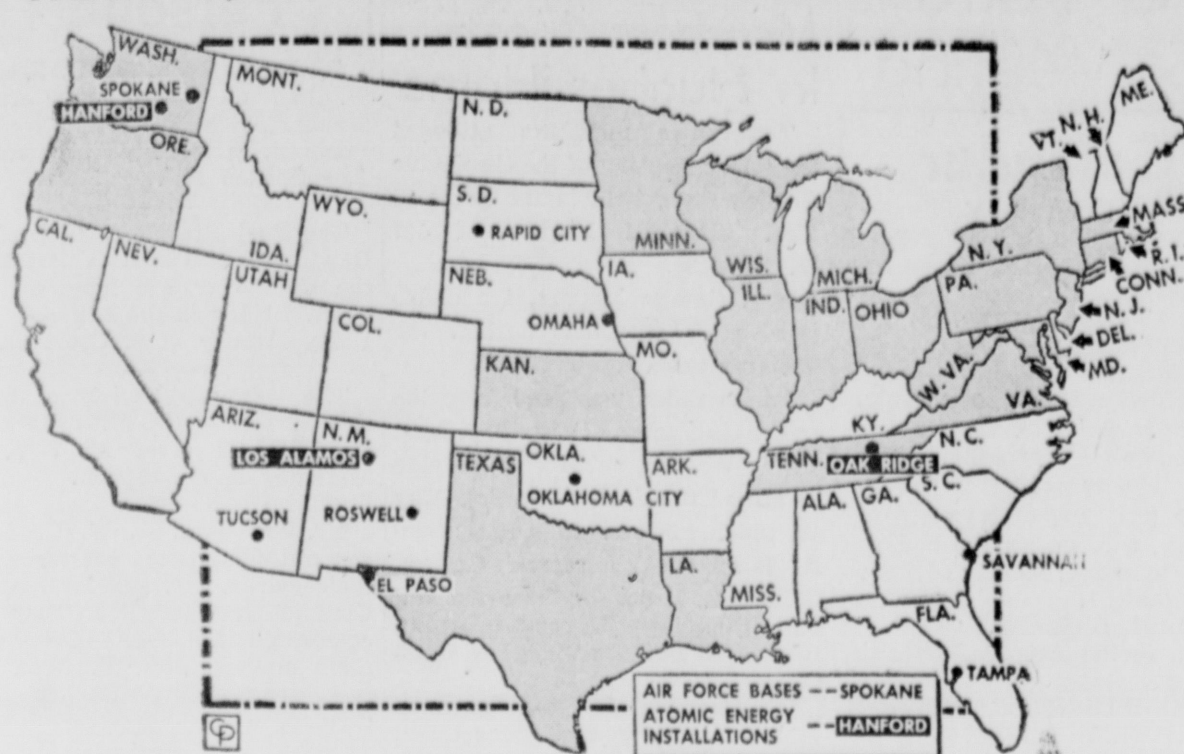 WASH.
SPOKANE
HANFORD
ORE.
MONT.
N. D.
S. D.
RAPID CITY
WYO.
IDA.
CAL.
NEV.
UTAH
COL.
NEB.
OMAHA
KAN.
MINN.
IA.
MO.
WIS.
ILL.
MICH.
IND.
OHIO
KY.
W. VA.
VA.
PA.
N. Y.
VT.
N. H.
ME.
MASS.
R. I.
CONN.
N. J.
DEL.
MD.
ARIZ.
N. M.
LOS ALAMOS
TUCSON
ROSWELL
EL PASO
TEXAS
OKLA.
OKLAHOMA CITY
ARK.
LA.
MISS.
TENN.
OAK RIDGE
N. C.
S. C.
ALA.
GA.
SAVANNAH
FLA.
TAMPA
AIR FORCE BASES -- SPOKANE
ATOMIC ENERGY
INSTALLATIONS -- HANFORD
CP